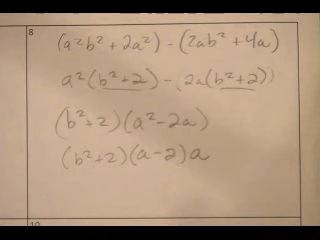 8
(a²b² + 2a²) - (2ab² + 4a)
a²(b² + 2) - (2a(b² + 2))
(b² + 2)(a² - 2a)
(b² + 2)(a - 2)a
10